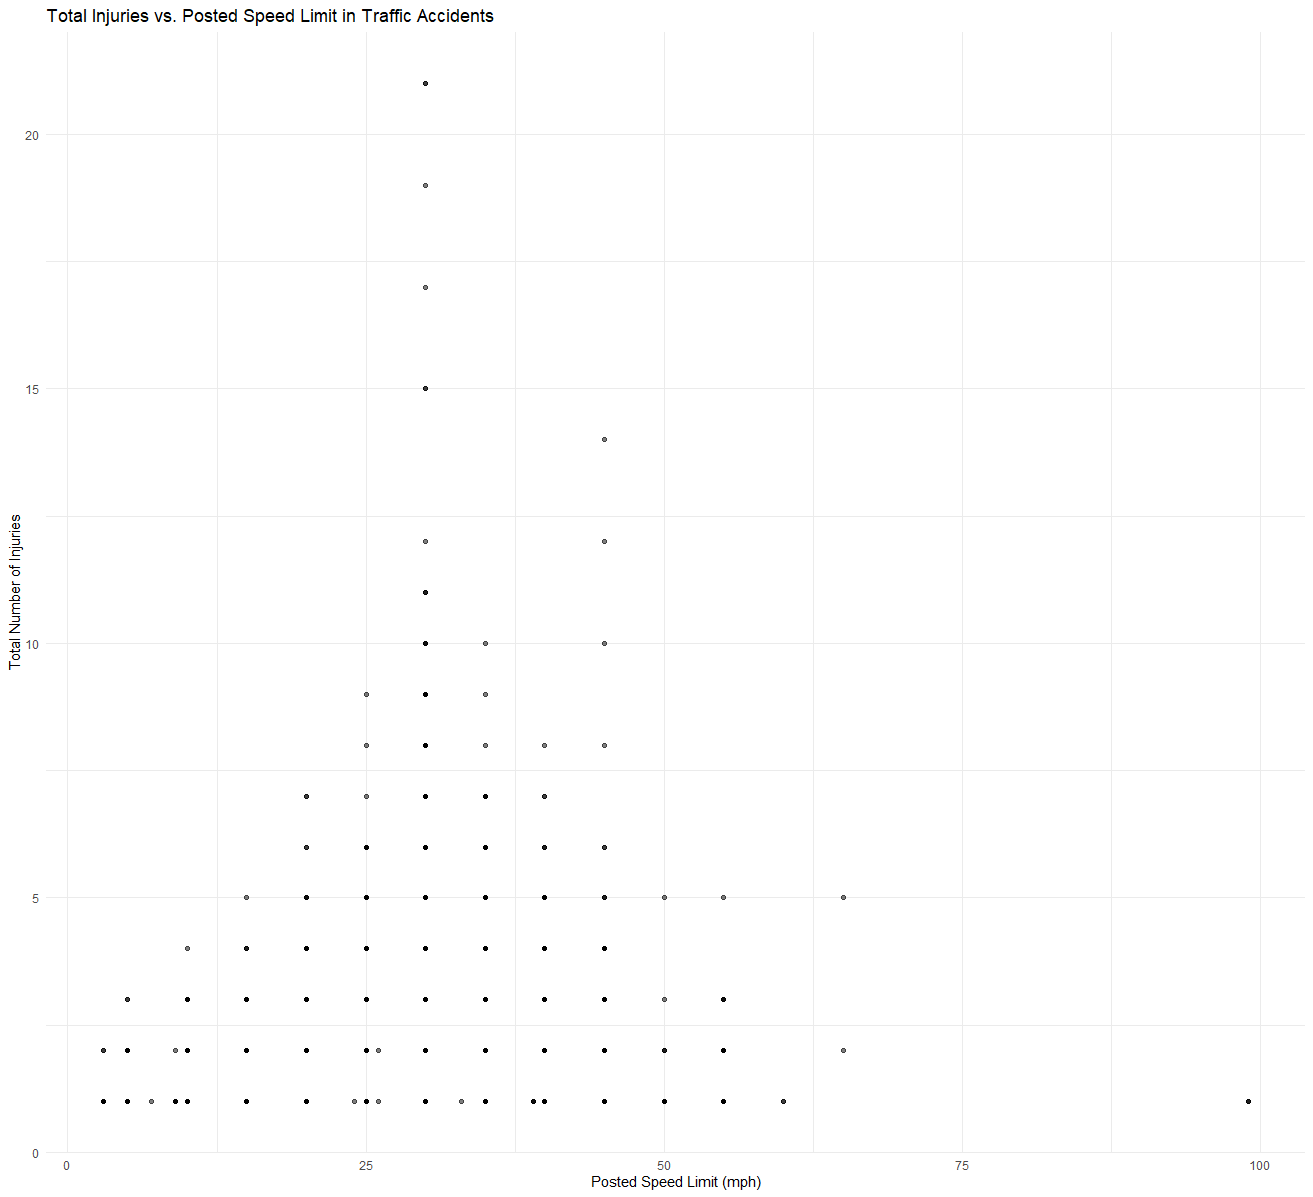 Total Injuries vs. Posted Speed Limit in Traffic Accidents
20
15
10
5
0
Total Number of Injuries
0 25 50 75 100
Posted Speed Limit (mph)